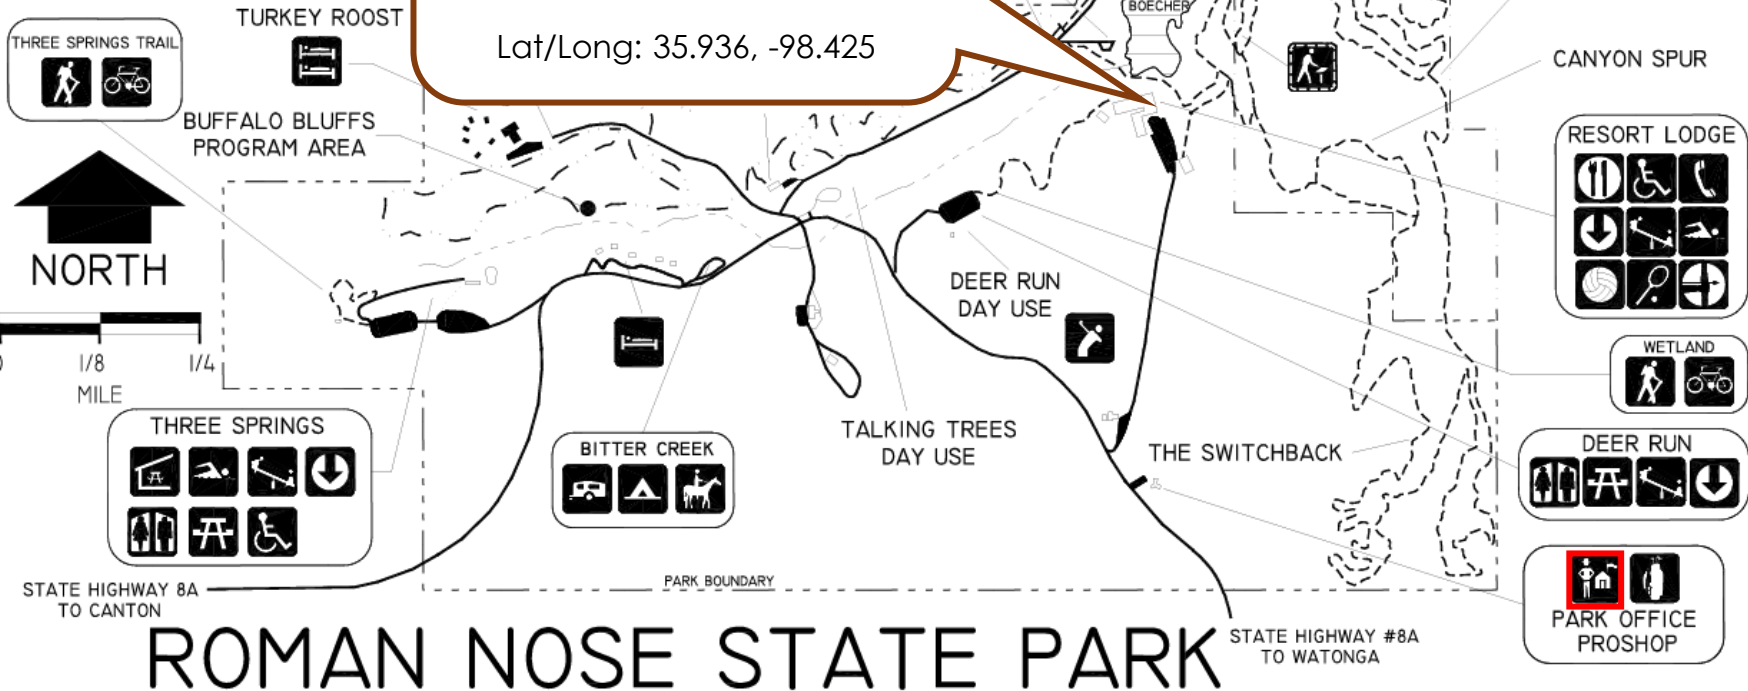 TURKEY ROOST
THREE SPRINGS TRAIL
Lat/Long: 35.936, -98.425
BOECHER
CANYON SPUR
BUFFALO BLUFFS
PROGRAM AREA
RESORT LODGE
NORTH
1/8
1/4
MILE
DEER RUN
DAY USE
WETLAND
THREE SPRINGS
BITTER CREEK
TALKING TREES
DAY USE
THE SWITCHBACK
DEER RUN
PARK OFFICE
PROSHOP
STATE HIGHWAY 8A
TO CANTON
PARK BOUNDARY
ROMAN NOSE STATE PARK
STATE HIGHWAY #8A
TO WATONGA